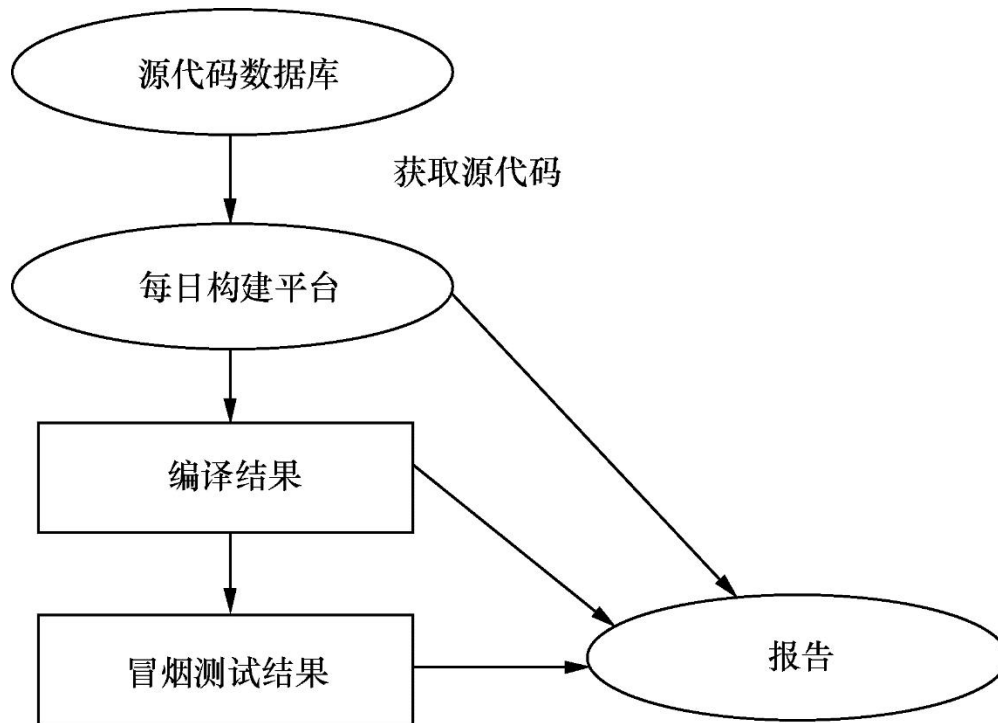 源代码数据库
获取源代码
每日构建平台
编译结果
冒烟测试结果
报告